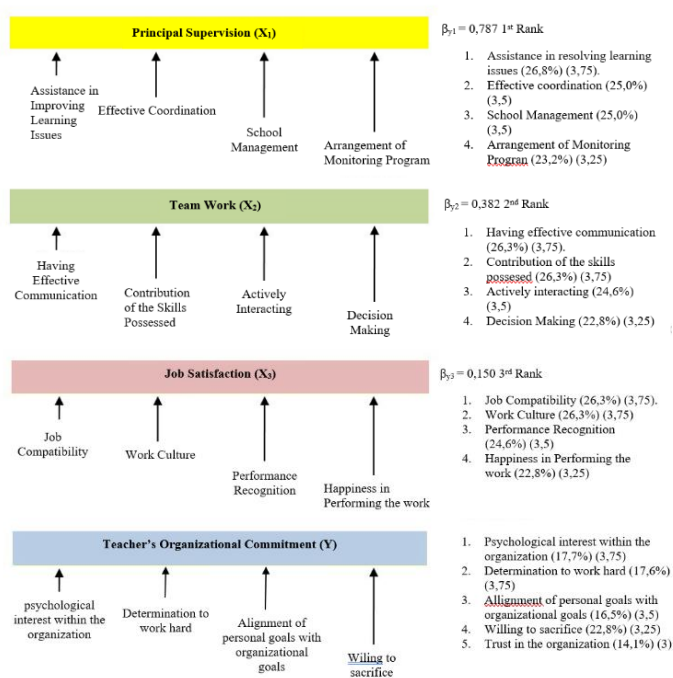 Principal Supervision (X₁)
Assistance in
Improving
Learning
Issues
Effective Coordination
School
Management
Arrangement of
Monitoring Program
βy1 = 0,787 1st Rank
1. Assistance in resolving learning
issues (26,8%) (3,75).
2. Effective coordination (25,0%)
(3,5)
3. School Management (25,0%)
(3,5)
4. Arrangement of Monitoring
Progran (23,2%) (3,25)
Team Work (X₂)
Having
Effective
Communication
Contribution
of the Skills
Possessed
Actively
Interacting
Decision
Making
βy2 = 0,382 2nd Rank
1. Having effective communication
(26,3%) (3,75).
2. Contribution of the skills
possesed (26,3%) (3,75)
3. Actively interacting (24,6%)
(3,5)
4. Decision Making (22,8%) (3,25)
Job Satisfaction (X₃)
Job
Compatibility
Work Culture
Performance
Recognition
Happiness in
Performing the work
βy3 = 0,150 3rd Rank
1. Job Compatibility (26,3%) (3,75).
2. Work Culture (26,3%) (3,75)
3. Performance Recognition
(24,6%) (3,5)
4. Happiness in Performing the
work (22,8%) (3,25)
Teacher's Organizational Commitment (Y)
psychological
interest within the
organization
Determination to
work hard
Alignment of
personal goals with
organizational
goals
Wiling to
sacrifice
1. Psychological interest within the
organization (17,7%) (3,75)
2. Determination to work hard (17,6%)
(3,75)
3. Allignment of personal goals with
organizational goals (16,5%) (3,5)
4. Willing to sacrifice (22,8%) (3,25)
5. Trust in the organization (14,1%) (3)